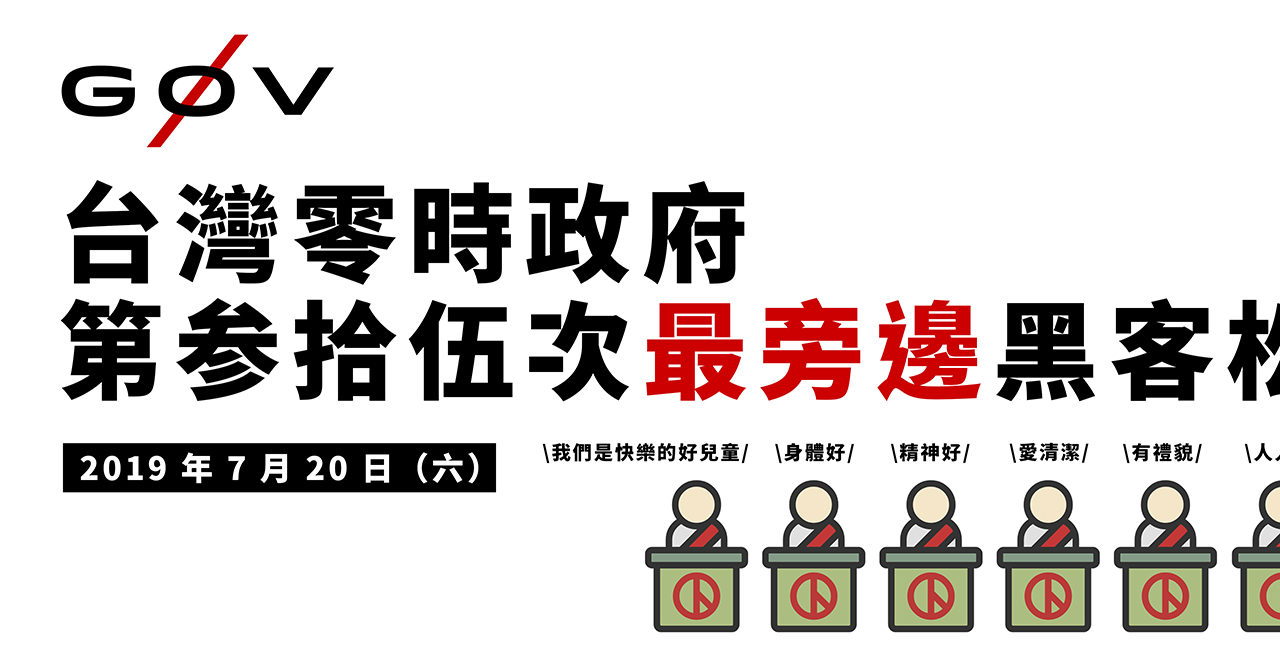 GØV
台灣零時政府
第參拾伍次最旁邊黑客松
2019 年 7 月 20 日（六）
\我們是快樂的好兒童/ \身體好/ \精神好/ \愛清潔/ \有禮貌/ \人人